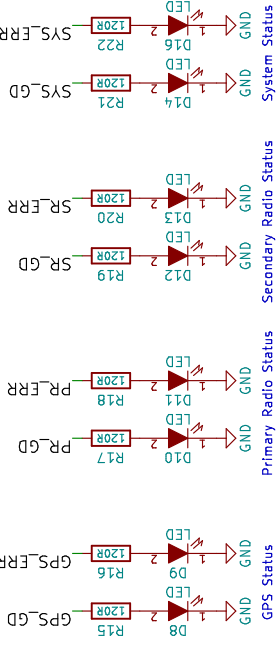 LED
SYS_ERR 120R 2 1 GND
R22 D16
LED
SYS_GD 120R 2 1 GND
R21 D14
System Status
LED
SR_ERR 120R 2 1 GND
R20 D13
LED
SR_GD 120R 2 1 GND
R19 D12
Secondary Radio Status
LED
PR_ERR 120R 2 1 GND
R18 D11
LED
PR_GD 120R 2 1 GND
R17 D10
Primary Radio Status
LED
GPS_ERR 120R 2 1 GND
R16 D9
LED
GPS_GD 120R 2 1 GND
R15 D8
GPS Status